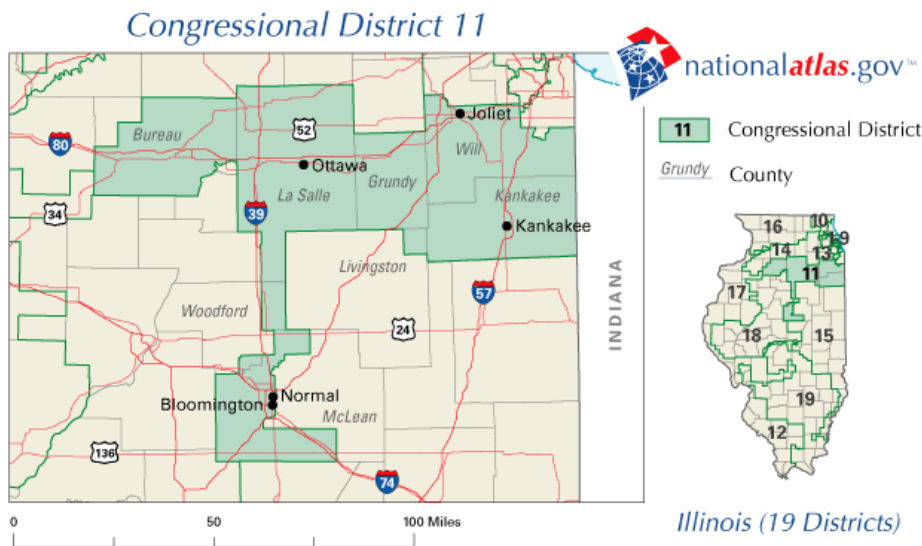 Congressional District 11
nationalatlas.gov™
52
Joliet
Bureau
80
Will
11 Congressional District
Ottawa
Grundy County
La Salle
Grundy
Kankakee
34
39
Kankakee
Livingston
57
INDIANA
Woodford
24
Normal
Bloomington
McLean
136
74
16
10
1-9
14
13
11
17
18
15
19
12
0 50 100 Miles
Illinois (19 Districts)